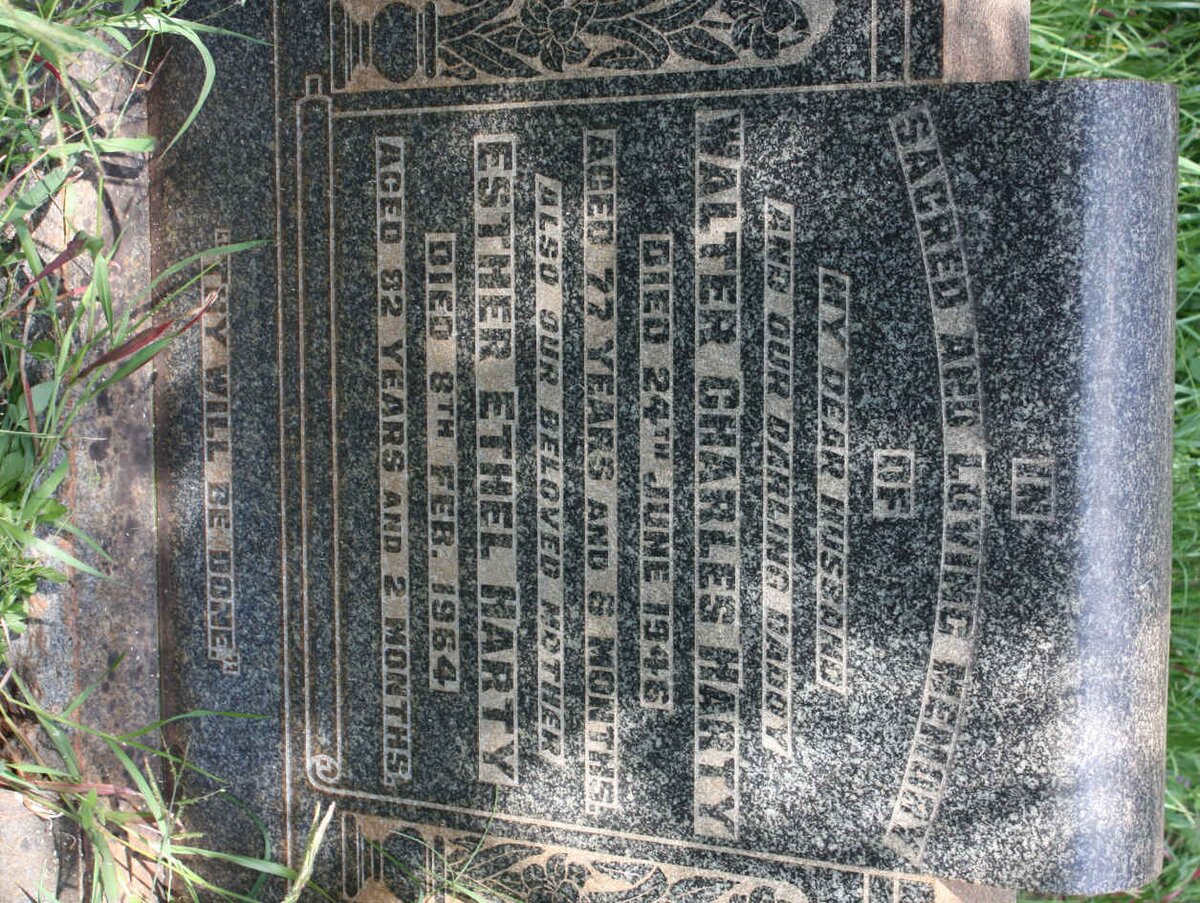 IN
SACRED AND LOVING MEMORY
OF
MY DEAR HUSBAND
AND OUR DARLING DADDY
WALTER CHARLES HARTY
DIED 24TH JUNE 1946
AGED 77 YEARS AND 6 MONTHS.
ALSO OUR BELOVED MOTHER
ESTHER ETHEL HARTY
DIED 8TH FEB. 1954
AGED 82 YEARS AND 2 MONTHS.
"THY WILL BE DONE."